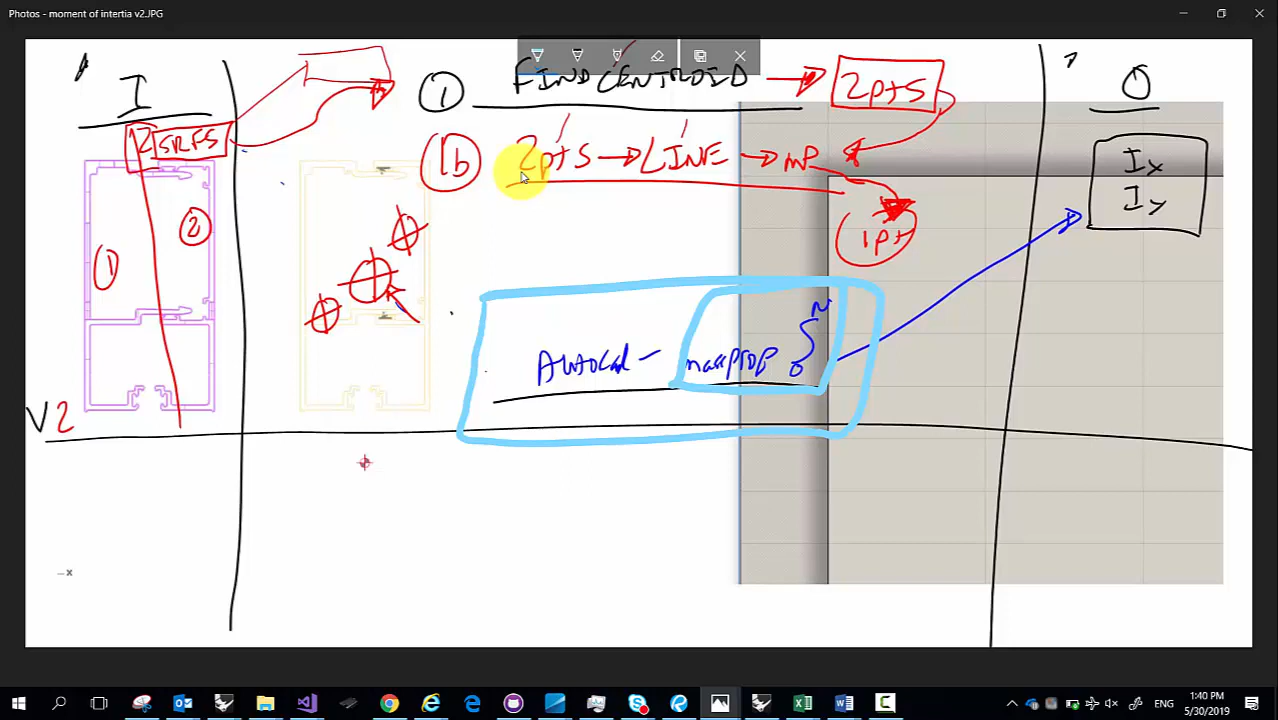 Photos - moment of intertia v2.JPG
I
2 SRFS
1
2
V2
1 FIND CENTROID → 2pts
1b 2pts → LINE → mP
1pt
Autocad - massprop
O
Ix
Iy
-x
ENG
1:40 PM
5/30/2019